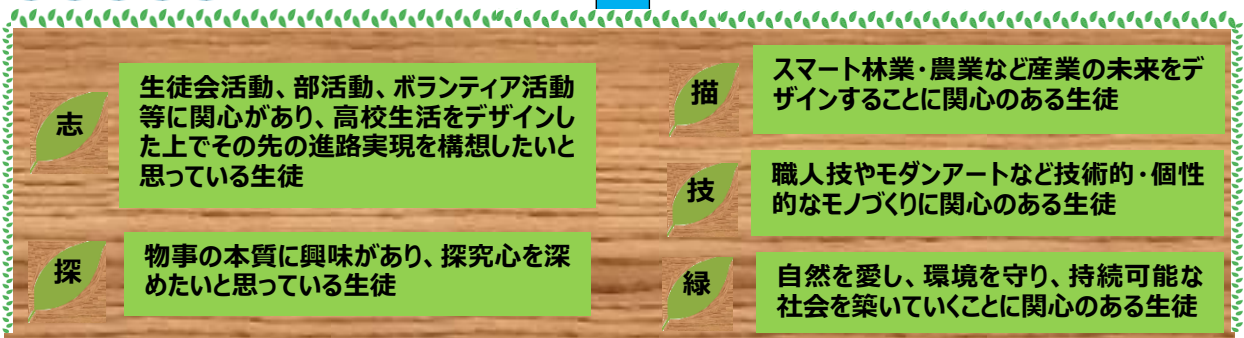 志
生徒会活動、部活動、ボランティア活動
等に関心があり、高校生活をデザインし
た上でその先の進路実現を構想したいと
思っている生徒
探
物事の本質に興味があり、探究心を深
めたいと思っている生徒
描
スマート林業・農業など産業の未来をデ
ザインすることに関心のある生徒
技
職人技やモダンアートなど技術的・個性
的なモノづくりに関心のある生徒
緑
自然を愛し、環境を守り、持続可能な
社会を築いていくことに関心のある生徒